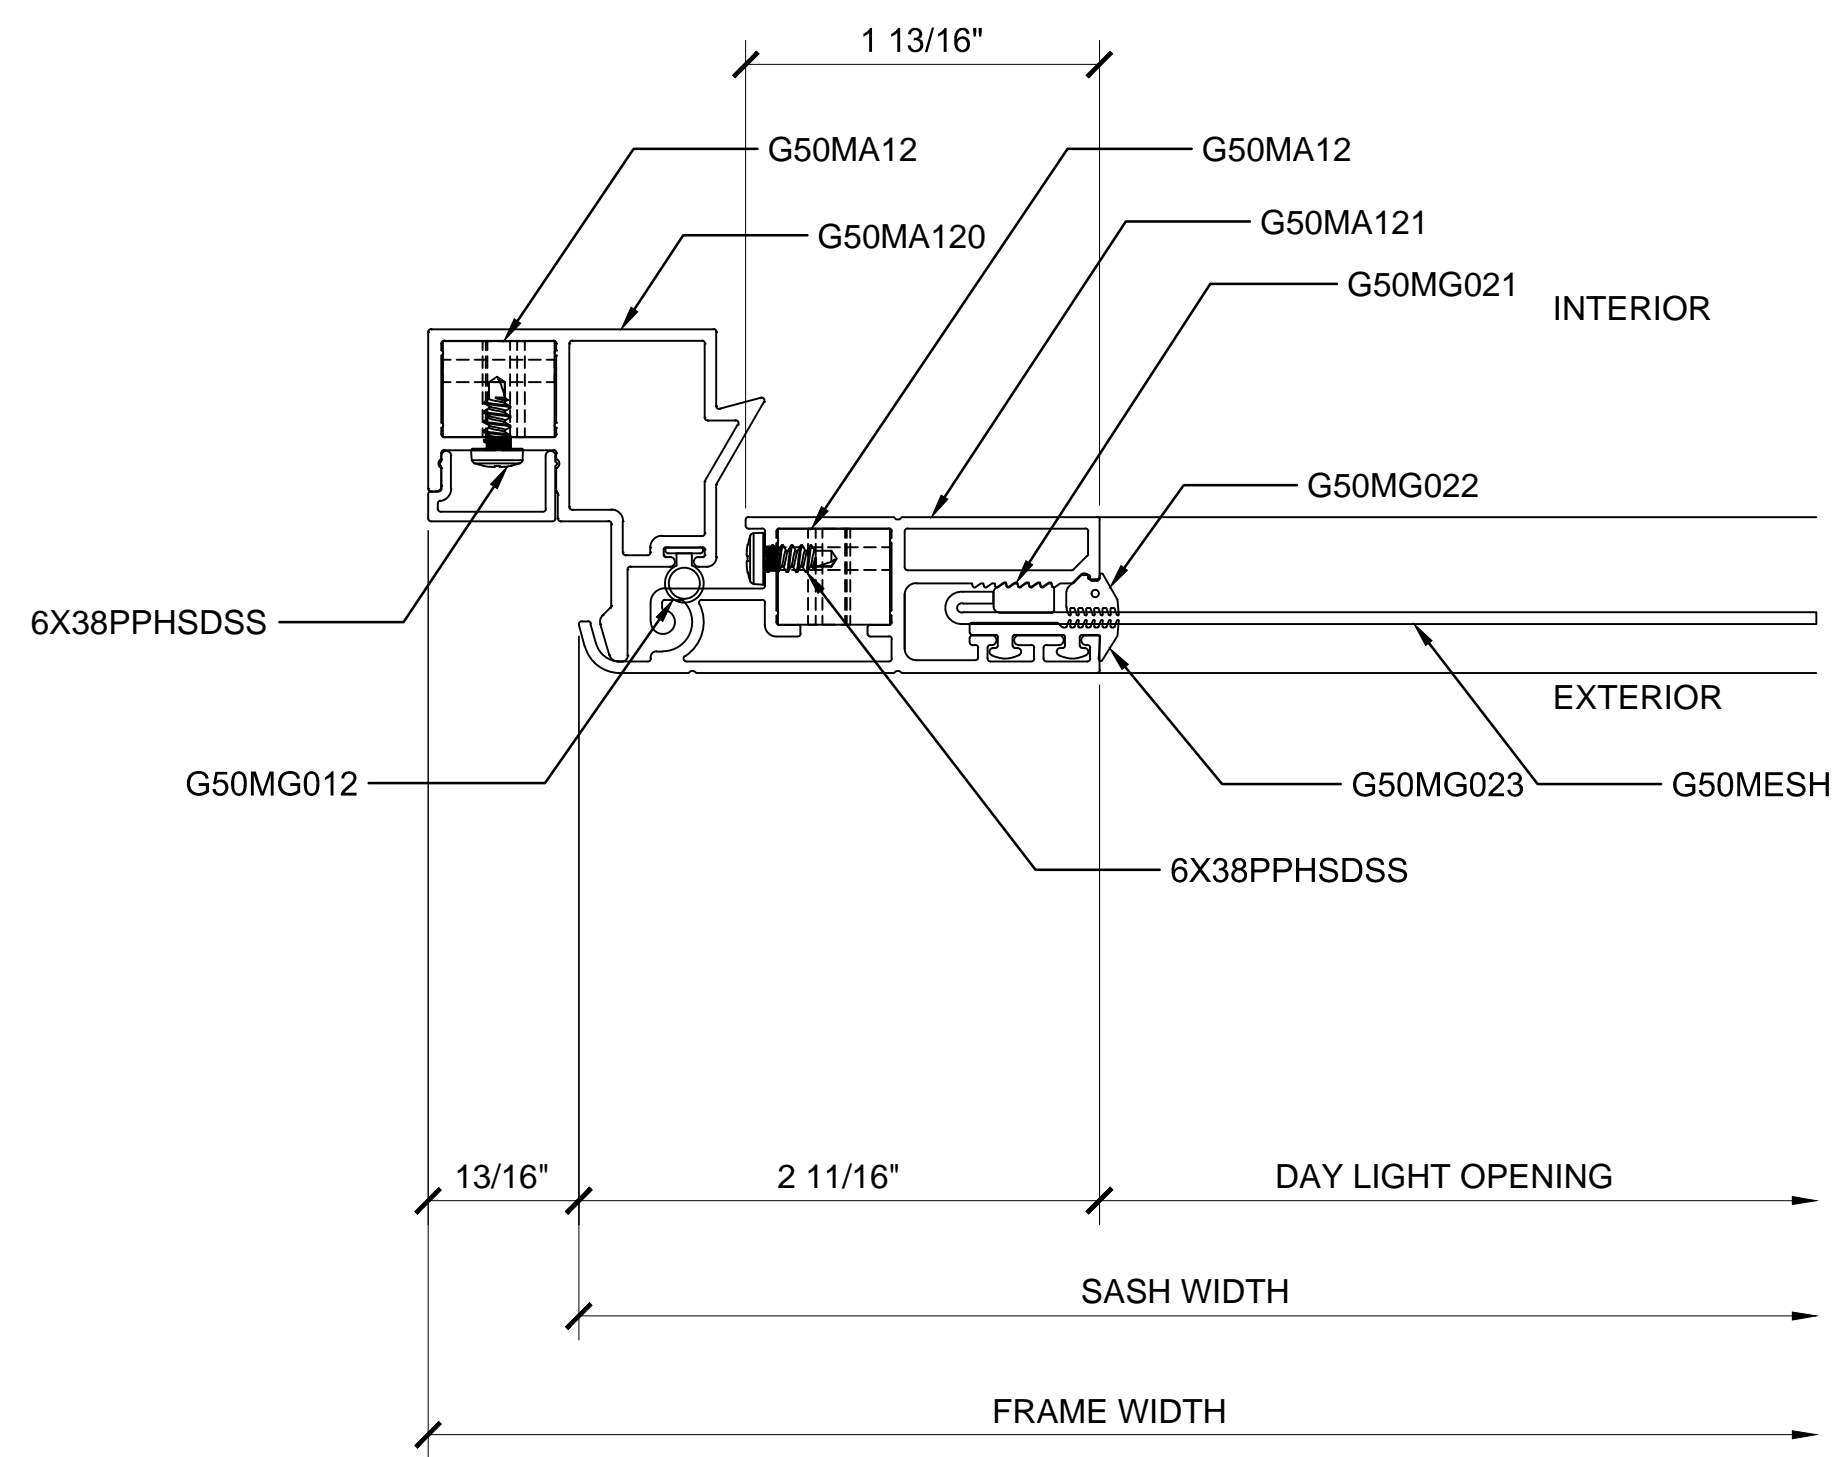 1 13/16"
G50MA12
G50MA12
G50MA121
G50MA120
G50MG021
INTERIOR
G50MG022
6X38PPHSDSS
EXTERIOR
G50MG012
G50MG023
G50MESH
6X38PPHSDSS
13/16"
2 11/16"
DAY LIGHT OPENING
SASH WIDTH
FRAME WIDTH